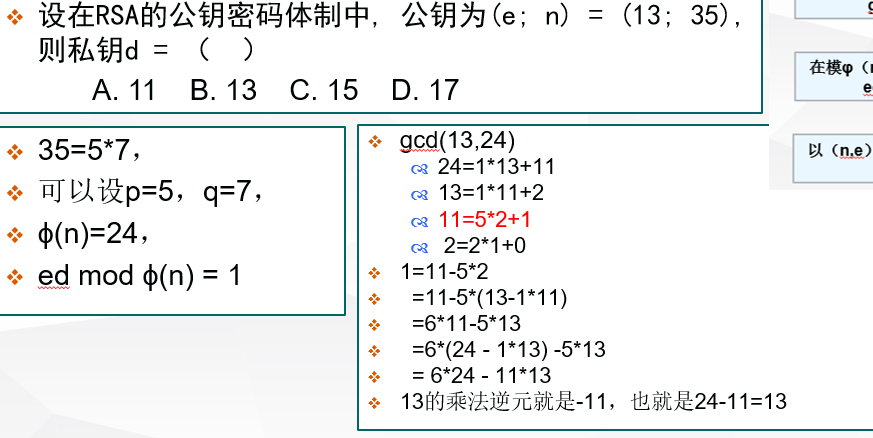 设在RSA的公钥密码体制中, 公钥为(e; n) = (13; 35),
则私钥d = ( )
A. 11 B. 13 C. 15 D. 17
35=5*7,
可以设p=5，q=7，
ϕ(n)=24，
ed mod ϕ(n) = 1
gcd(13,24)
24=1*13+11
13=1*11+2
11=5*2+1
2=2*1+0
1=11-5*2
=11-5*(13-1*11)
=6*11-5*13
=6*(24 - 1*13) -5*13
= 6*24 - 11*13
13的乘法逆元就是-11，也就是24-11=13
在模φ（
以（n,e）